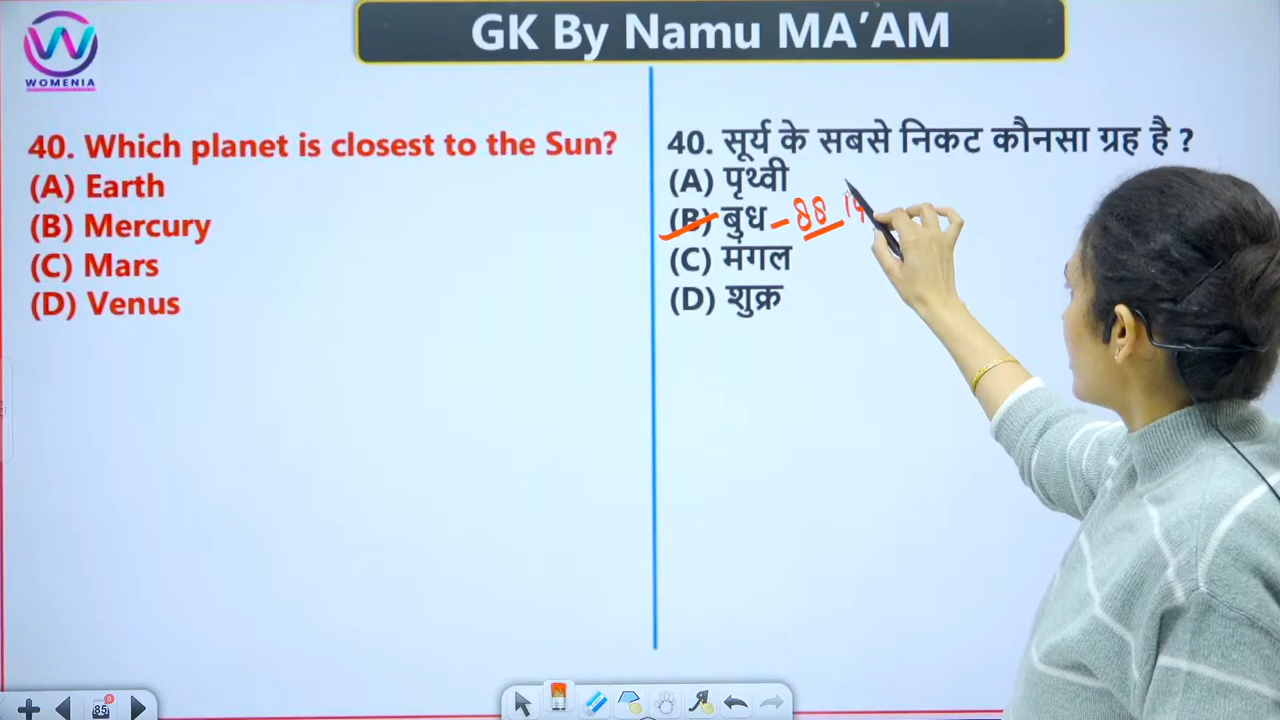 WOMENIA
GK By Namu MA’AM
40. Which planet is closest to the Sun?
(A) Earth
(B) Mercury
(C) Mars
(D) Venus
40. सूर्य के सबसे निकट कौनसा ग्रह है ?
(A) पृथ्वी
(B) बुध - 88
(C) मंगल
(D) शुक्र
85